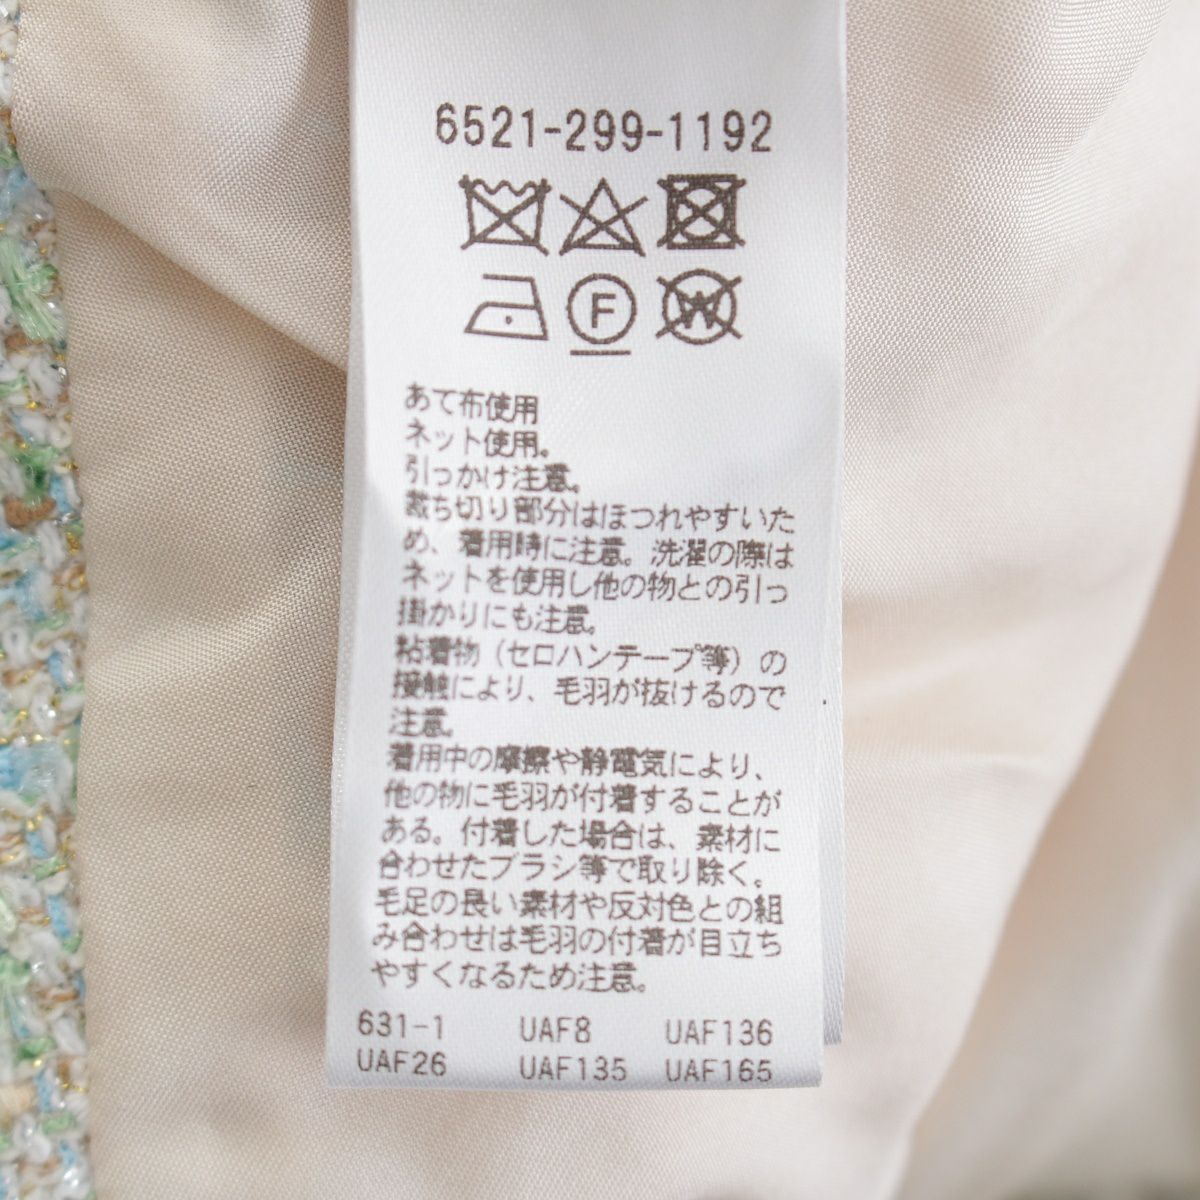 6521-299-1192
F
W
あて布使用
ネット使用。
引っかけ注意。
裁ち切り部分はほつれやすいた
め、着用時に注意。洗濯の際は
ネットを使用し他の物との引っ
掛かりにも注意。
粘着物（セロハンテープ等）の
接触により、毛羽が抜けるので
注意。
着用中の摩擦や静電気により、
他の物に毛羽が付着することが
ある。付着した場合は、素材に
合わせたブラシ等で取り除く。
毛足の長い素材や反対色との組
み合わせは毛羽の付着が目立ち
やすくなるため注意。
631-1 UAF8 UAF136
UAF26 UAF135 UAF165